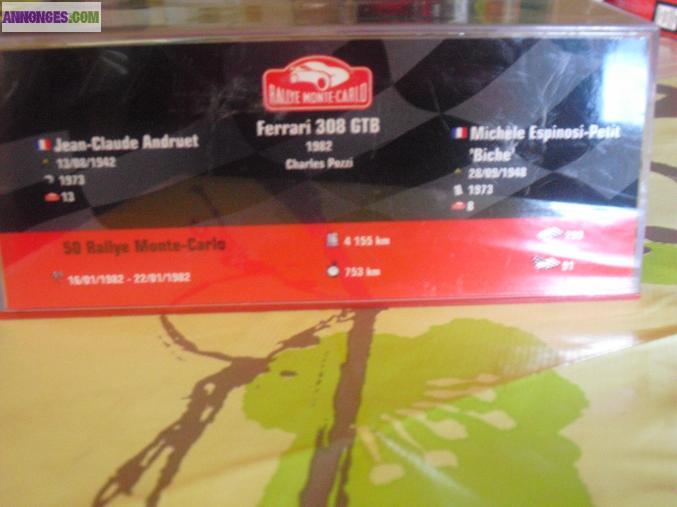 ANNONCES.COM
RALLYE MONTE-CARLO
Ferrari 308 GTB
1982
Charles Pozzi
Jean-Claude Andruet
13/08/1942
1973
13
Michèle Espinosi-Petit
'Biche'
28/09/1948
1973
8
50 Rallye Monte-Carlo
16/01/1982 - 22/01/1982
4 155 km
753 km
91